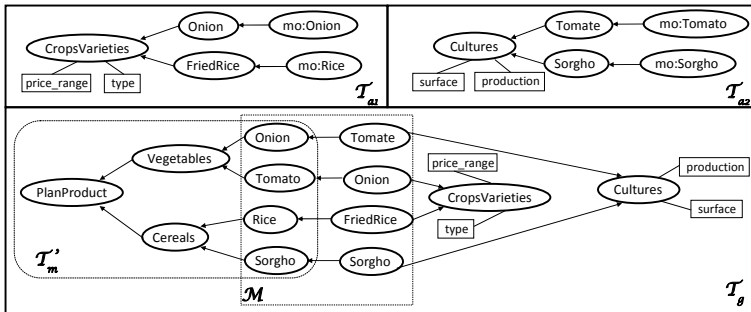 Onion
mo:Onion
CropsVarieties
FriedRice
mo:Rice
price_range
type
T_a1
Tomate
mo:Tomato
Cultures
Sorgho
mo:Sorgho
surface
production
T_a2
Onion
Tomate
Vegetables
price_range
production
PlanProduct
Tomato
Onion
CropsVarieties
Cultures
Rice
FriedRice
type
surface
Cereals
Sorgho
Sorgho
T_m'
M
T_g